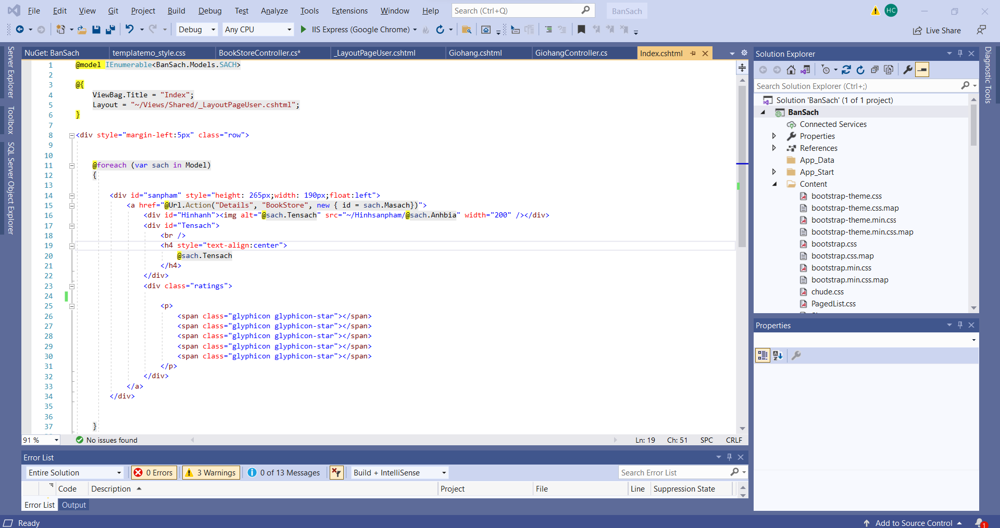 File Edit View Git Project Build Debug Test Analyze Tools Extensions Window Help Search (Ctrl+Q) BanSach HC
Debug Any CPU IIS Express (Google Chrome) Live Share
Server Explorer
Toolbox
SQL Server Object Explorer
NuGet: BanSach templatemo_style.css BookStoreController.cs* _LayoutPageUser.cshtml Giohang.cshtml GiohangController.cs Index.cshtml
1 @model IEnumerable<BanSach.Models.SACH>
2
3 @{
4 ViewBag.Title = "Index";
5 Layout = "~/Views/Shared/_LayoutPageUser.cshtml";
6 }
7
8 <div style="margin-left:5px" class="row">
9
10
11 @foreach (var sach in Model)
12 {
13
14 <div id="sanpham" style="height: 265px;width: 190px;float:left">
15 <a href="@Url.Action("Details", "BookStore", new { id = sach.Masach})">
16 <div id="Hinhanh"><img alt="@sach.Tensach" src="~/Hinhsanpham/@sach.Anhbia" width="200" /></div>
17 <div id="Tensach">
18 <br />
19 <h4 style="text-align:center">
20 @sach.Tensach
21 </h4>
22 </div>
23 <div class="ratings">
24
25 <p>
26 <span class="glyphicon glyphicon-star"></span>
27 <span class="glyphicon glyphicon-star"></span>
28 <span class="glyphicon glyphicon-star"></span>
29 <span class="glyphicon glyphicon-star"></span>
30 <span class="glyphicon glyphicon-star"></span>
31 </p>
32 </div>
33 </a>
34 </div>
35
36
37 }
91 % No issues found Ln: 19 Ch: 51 SPC CRLF
Error List
Entire Solution 0 Errors 3 Warnings 0 of 13 Messages Build + IntelliSense Search Error List
Code Description Project File Line Suppression State
Error List Output
Solution Explorer
Search Solution Explorer (Ctrl+;)
Solution 'BanSach' (1 of 1 project)
BanSach
Connected Services
Properties
References
App_Data
App_Start
Content
bootstrap-theme.css
bootstrap-theme.css.map
bootstrap-theme.min.css
bootstrap-theme.min.css.map
bootstrap.css
bootstrap.css.map
bootstrap.min.css
bootstrap.min.css.map
chude.css
PagedList.css
Properties
Diagnostic Tools
Ready Add to Source Control 1